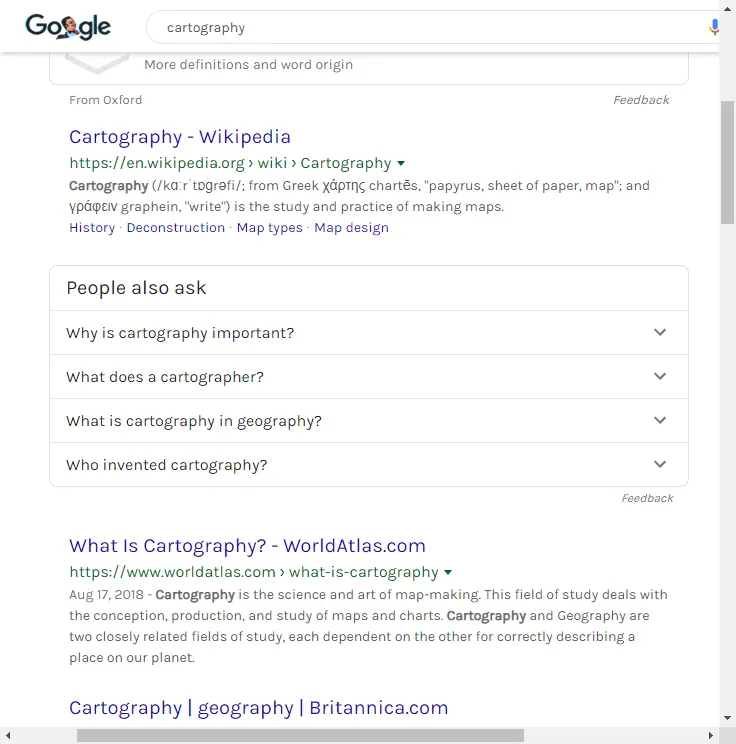 Google
cartography
More definitions and word origin
From Oxford
Feedback
Cartography - Wikipedia
https://en.wikipedia.org › wiki › Cartography
Cartography (/kɑːrˈtɒɡrəfi/; from Greek χάρτης chartēs, "papyrus, sheet of paper, map"; and
γράφειν graphein, "write") is the study and practice of making maps.
History · Deconstruction · Map types · Map design
People also ask
Why is cartography important?
What does a cartographer?
What is cartography in geography?
Who invented cartography?
Feedback
What Is Cartography? - WorldAtlas.com
https://www.worldatlas.com › what-is-cartography
Aug 17, 2018 - Cartography is the science and art of map-making. This field of study deals with
the conception, production, and study of maps and charts. Cartography and Geography are
two closely related fields of study, each dependent on the other for correctly describing a
place on our planet.
Cartography | geography | Britannica.com